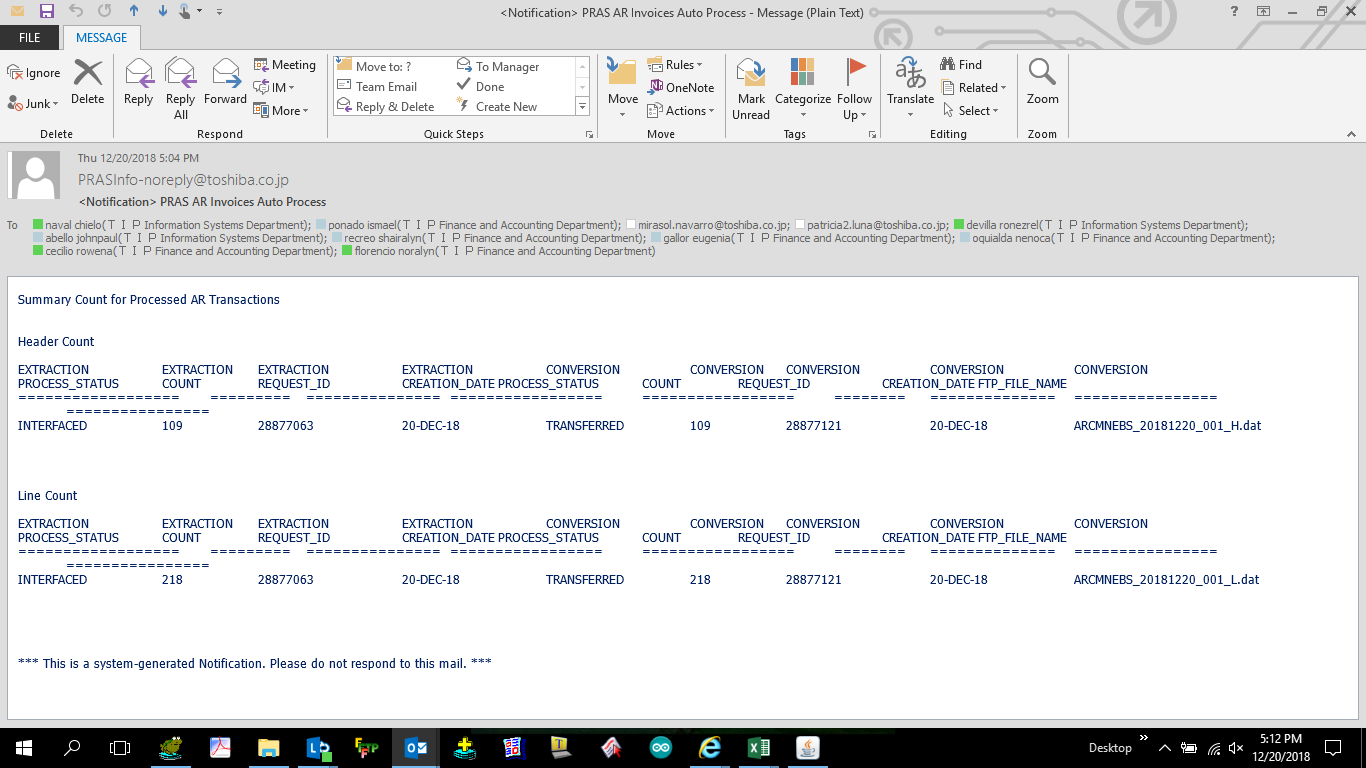 <Notification> PRAS AR Invoices Auto Process - Message (Plain Text)
FILE MESSAGE
Ignore Junk Delete Reply Reply All Forward Meeting IM More
Move to: ? To Manager
Team Email Done
Reply & Delete Create New
Move Rules OneNote Actions Mark Unread Categorize Follow Up Translate Find Related Select Zoom
Delete Respond Quick Steps Move Tags Editing Zoom
Thu 12/20/2018 5:04 PM
PRASInfo-noreply@toshiba.co.jp
<Notification> PRAS AR Invoices Auto Process
To naval chielo(ＴＩＰ Information Systems Department); ponado ismael(ＴＩＰ Finance and Accounting Department); mirasol.navarro@toshiba.co.jp; patricia2.luna@toshiba.co.jp; devilla ronezrel(ＴＩＰ Information Systems Department);
abello johnpaul(ＴＩＰ Information Systems Department); recreo shairalyn(ＴＩＰ Finance and Accounting Department); gallor eugenia(ＴＩＰ Finance and Accounting Department); oquialda nenoca(ＴＩＰ Finance and Accounting Department);
cecilio rowena(ＴＩＰ Finance and Accounting Department); florencio noralyn(ＴＩＰ Finance and Accounting Department)
Summary Count for Processed AR Transactions
Header Count
EXTRACTION EXTRACTION EXTRACTION EXTRACTION CONVERSION CONVERSION CONVERSION CONVERSION CONVERSION
PROCESS_STATUS COUNT REQUEST_ID CREATION_DATE PROCESS_STATUS COUNT REQUEST_ID CREATION_DATE FTP_FILE_NAME
================== ========= =============== ================= ================= ======== ============== ================
================
INTERFACED 109 28877063 20-DEC-18 TRANSFERRED 109 28877121 20-DEC-18 ARCMNEBS_20181220_001_H.dat
Line Count
EXTRACTION EXTRACTION EXTRACTION EXTRACTION CONVERSION CONVERSION CONVERSION CONVERSION CONVERSION
PROCESS_STATUS COUNT REQUEST_ID CREATION_DATE PROCESS_STATUS COUNT REQUEST_ID CREATION_DATE FTP_FILE_NAME
================== ========= =============== ================= ================= ======== ============== ================
================
INTERFACED 218 28877063 20-DEC-18 TRANSFERRED 218 28877121 20-DEC-18 ARCMNEBS_20181220_001_L.dat
*** This is a system-generated Notification. Please do not respond to this mail. ***
Desktop
5:12 PM
12/20/2018